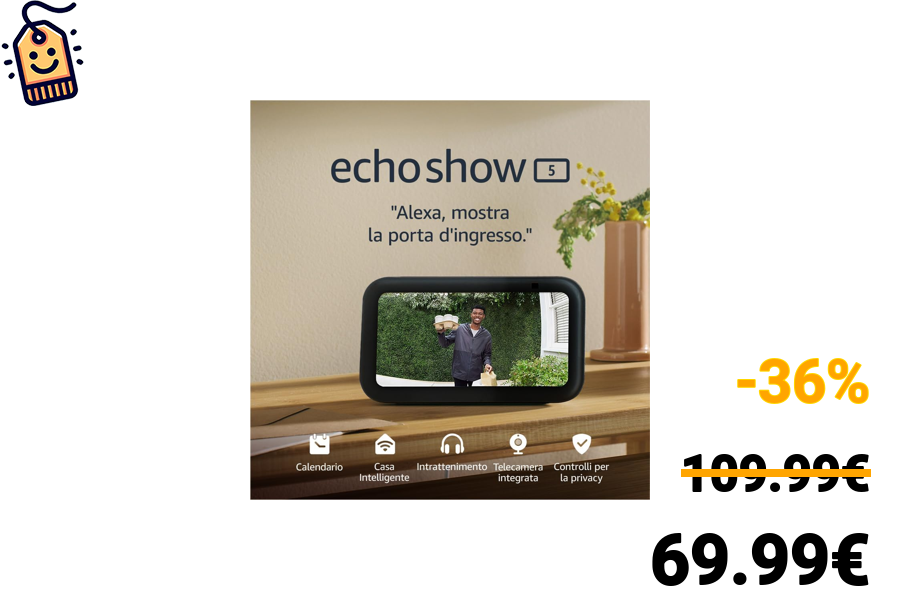 echo show 5
"Alexa, mostra
la porta d'ingresso."
Calendario
Casa
Intelligente
Intrattenimento
Telecamera
integrata
Controlli per
la privacy
-36%
109.99€
69.99€